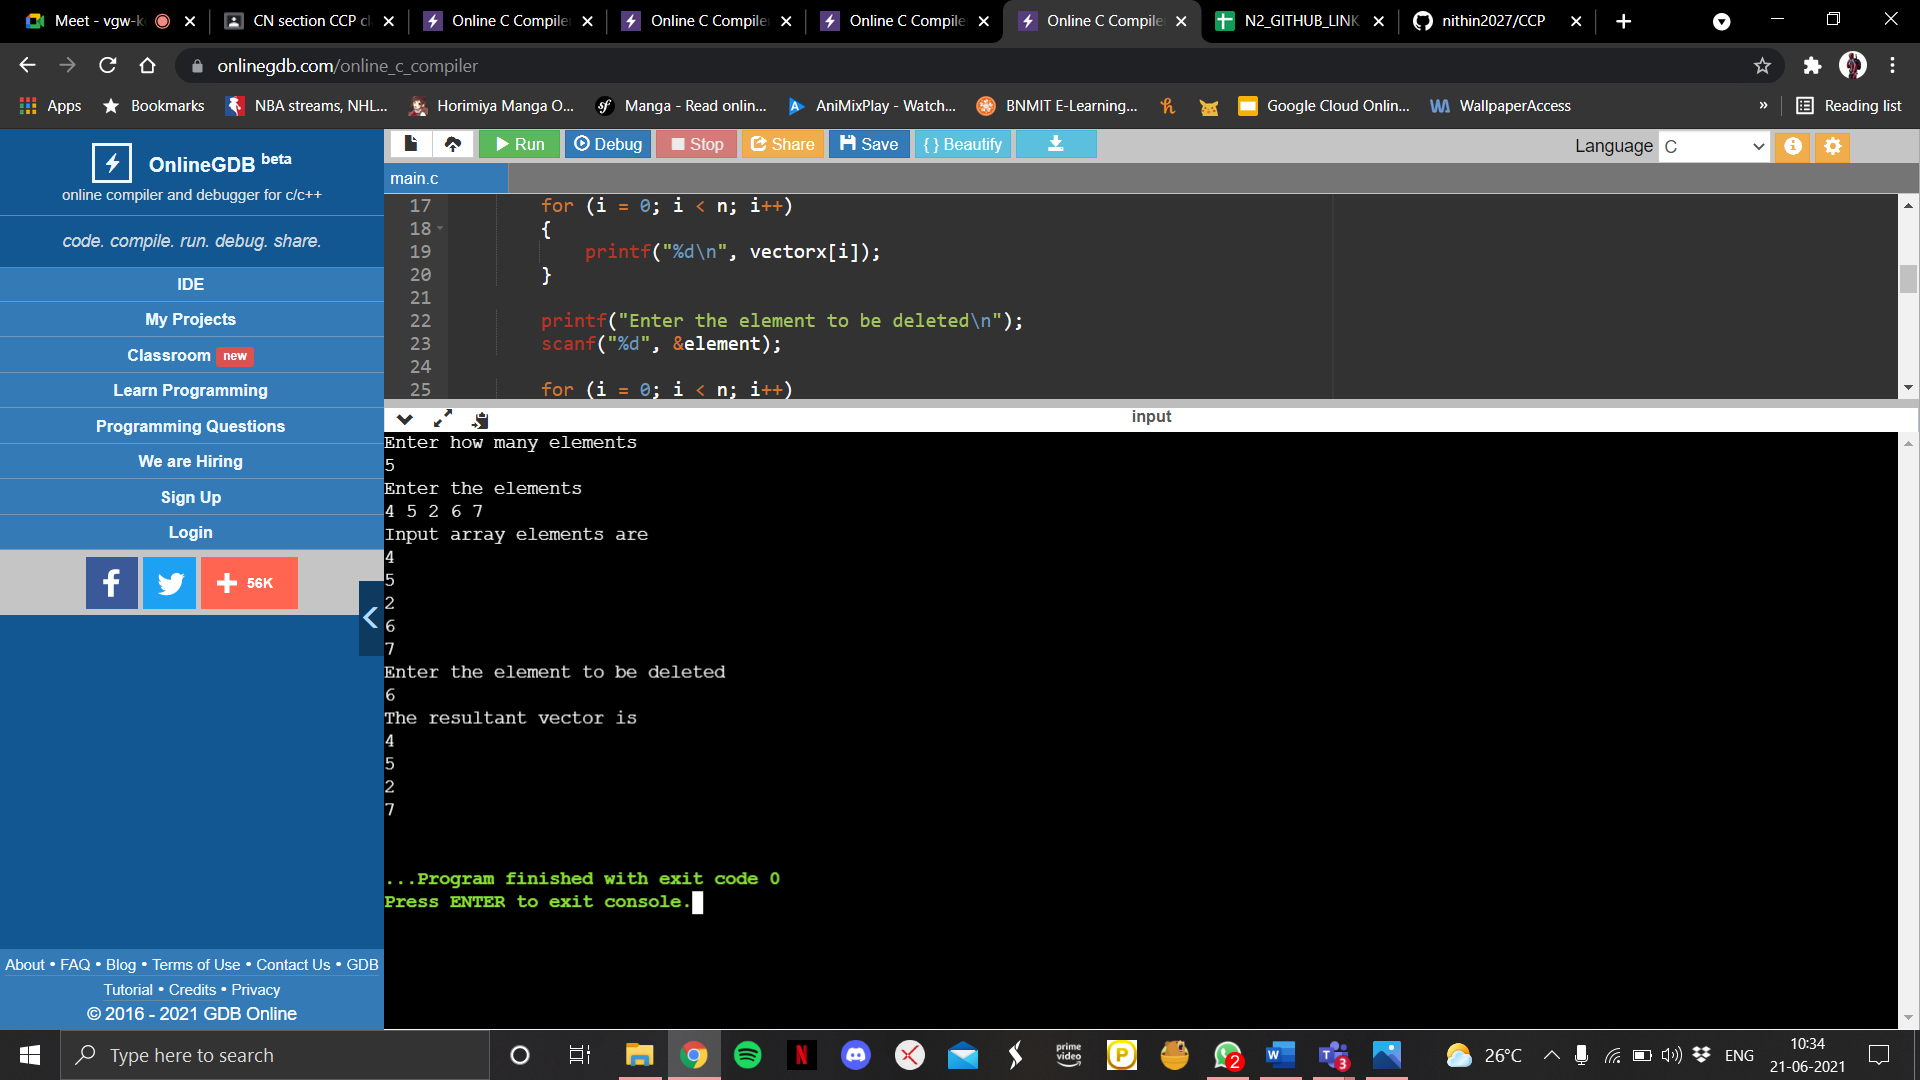 Meet - vgw-k
CN section CCP cl
Online C Compiler
Online C Compiler
Online C Compiler
Online C Compiler
N2_GITHUB_LINK
nithin2027/CCP
onlinegdb.com/online_c_compiler
Apps
Bookmarks
NBA streams, NHL...
Horimiya Manga O...
Manga - Read onlin...
AniMixPlay - Watch...
BNMIT E-Learning...
Google Cloud Onlin...
WallpaperAccess
»
Reading list
OnlineGDB beta
online compiler and debugger for c/c++
code. compile. run. debug. share.
IDE
My Projects
Classroom new
Learn Programming
Programming Questions
We are Hiring
Sign Up
Login
56K
About • FAQ • Blog • Terms of Use • Contact Us • GDB
Tutorial • Credits • Privacy
© 2016 - 2021 GDB Online
Run
Debug
Stop
Share
Save
{ } Beautify
Language C
main.c
17 for (i = 0; i < n; i++)
18 {
19 printf("%d\n", vectorx[i]);
20 }
21
22 printf("Enter the element to be deleted\n");
23 scanf("%d", &element);
24
25 for (i = 0; i < n; i++)
input
Enter how many elements
5
Enter the elements
4 5 2 6 7
Input array elements are
4
5
2
6
7
Enter the element to be deleted
6
The resultant vector is
4
5
2
7
...Program finished with exit code 0
Press ENTER to exit console.
Type here to search
prime video
2
3
26°C
ENG
10:34
21-06-2021